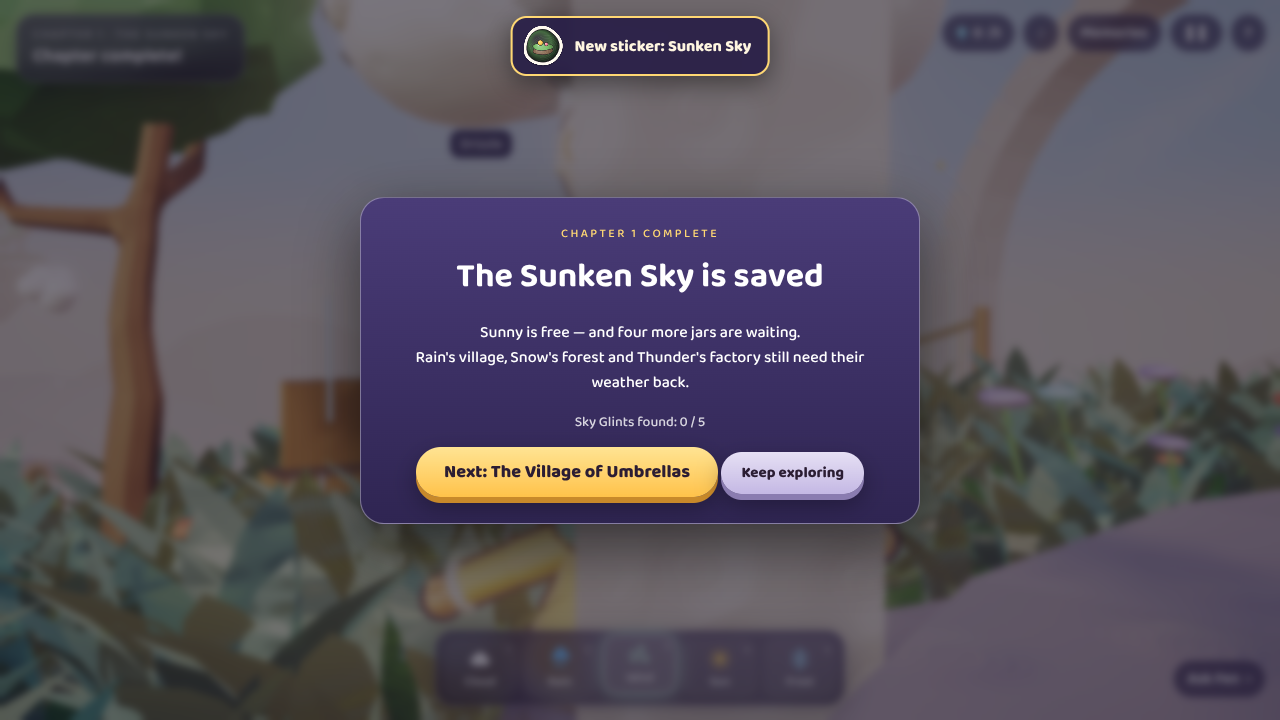 New sticker: Sunken Sky
Chapter complete!
CHAPTER 1 COMPLETE
The Sunken Sky is saved
Sunny is free — and four more jars are waiting.
Rain's village, Snow's forest and Thunder's factory still need their
weather back.
Sky Glints found: 0 / 5
Next: The Village of Umbrellas
Keep exploring